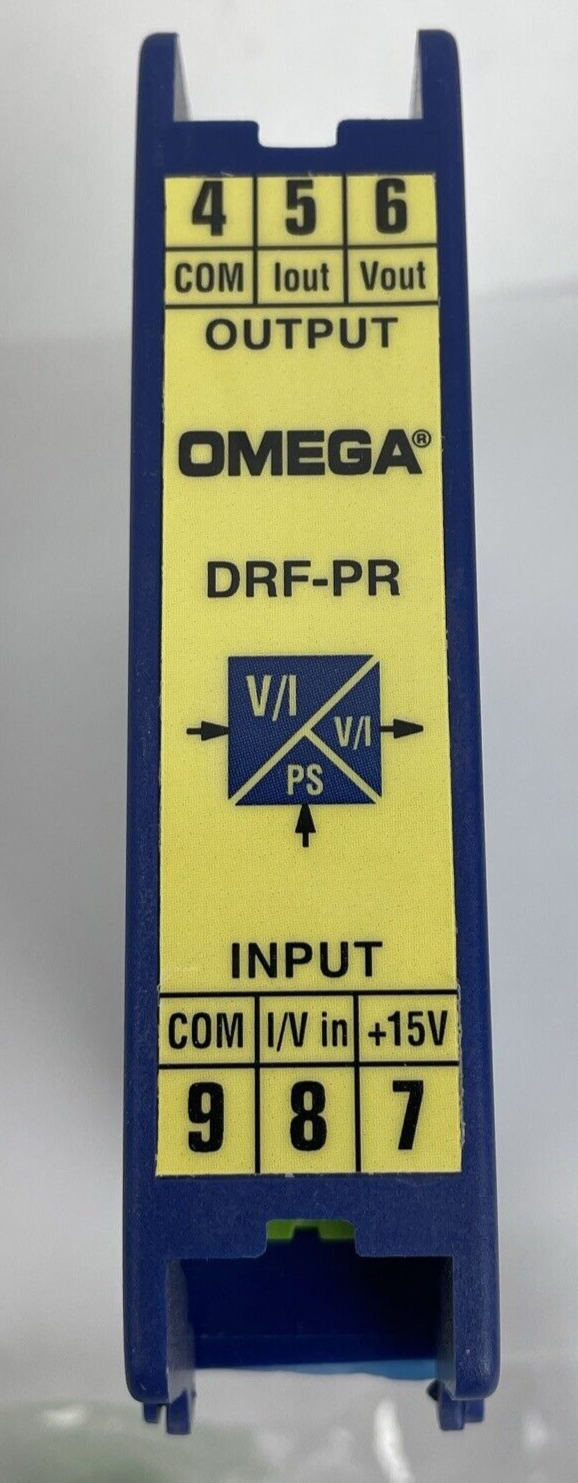 4 5 6
COM Iout Vout
OUTPUT
OMEGA®
DRF-PR
V/I
V/I
PS
INPUT
COM I/V in +15V
9 8 7